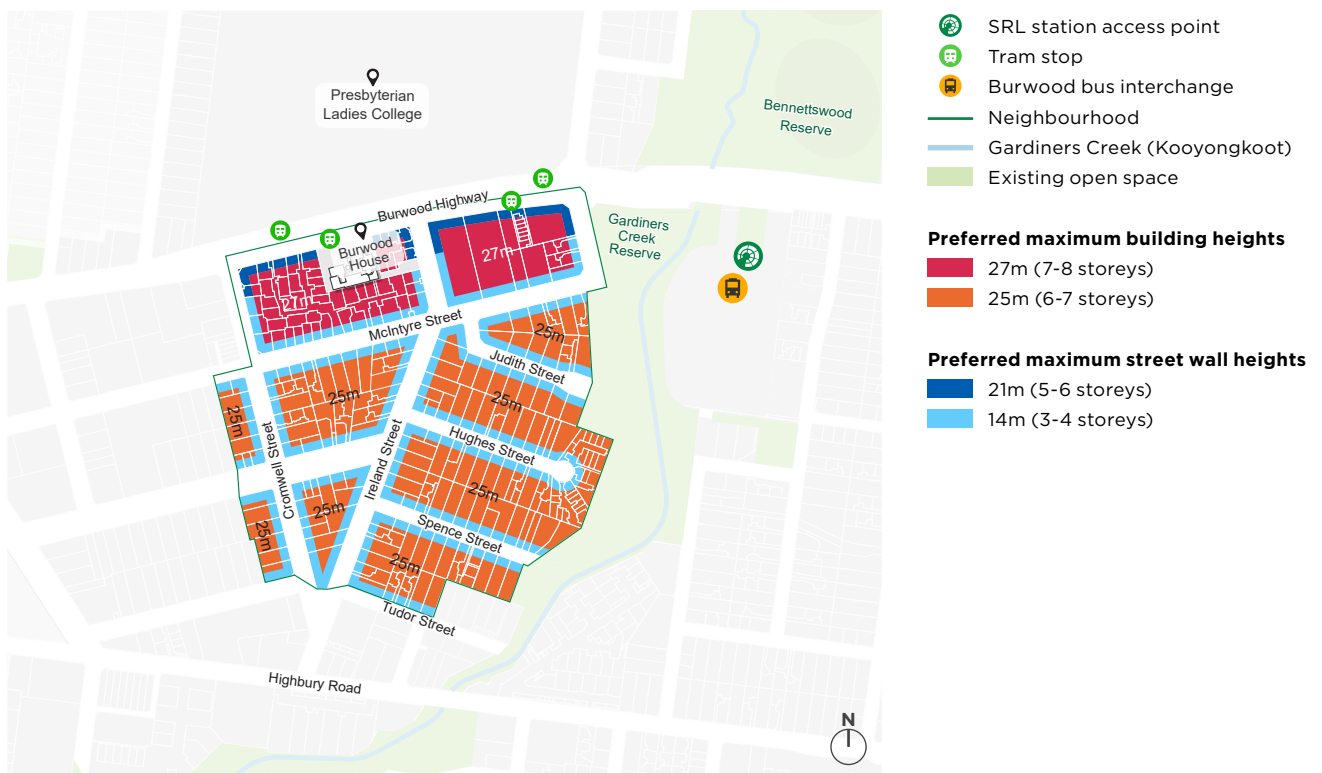 Presbyterian
Ladies College
Bennettswood
Reserve
Burwood Highway
Burwood
House
Gardiners
Creek
Reserve
27m
27m
McIntyre Street
25m
Judith Street
25m
25m
25m
Cromwell Street
Ireland Street
Hughes Street
25m
25m
25m
Spence Street
25m
Tudor Street
Highbury Road
N
SRL station access point
Tram stop
Burwood bus interchange
Neighbourhood
Gardiners Creek (Kooyongkoot)
Existing open space
Preferred maximum building heights
27m (7-8 storeys)
25m (6-7 storeys)
Preferred maximum street wall heights
21m (5-6 storeys)
14m (3-4 storeys)